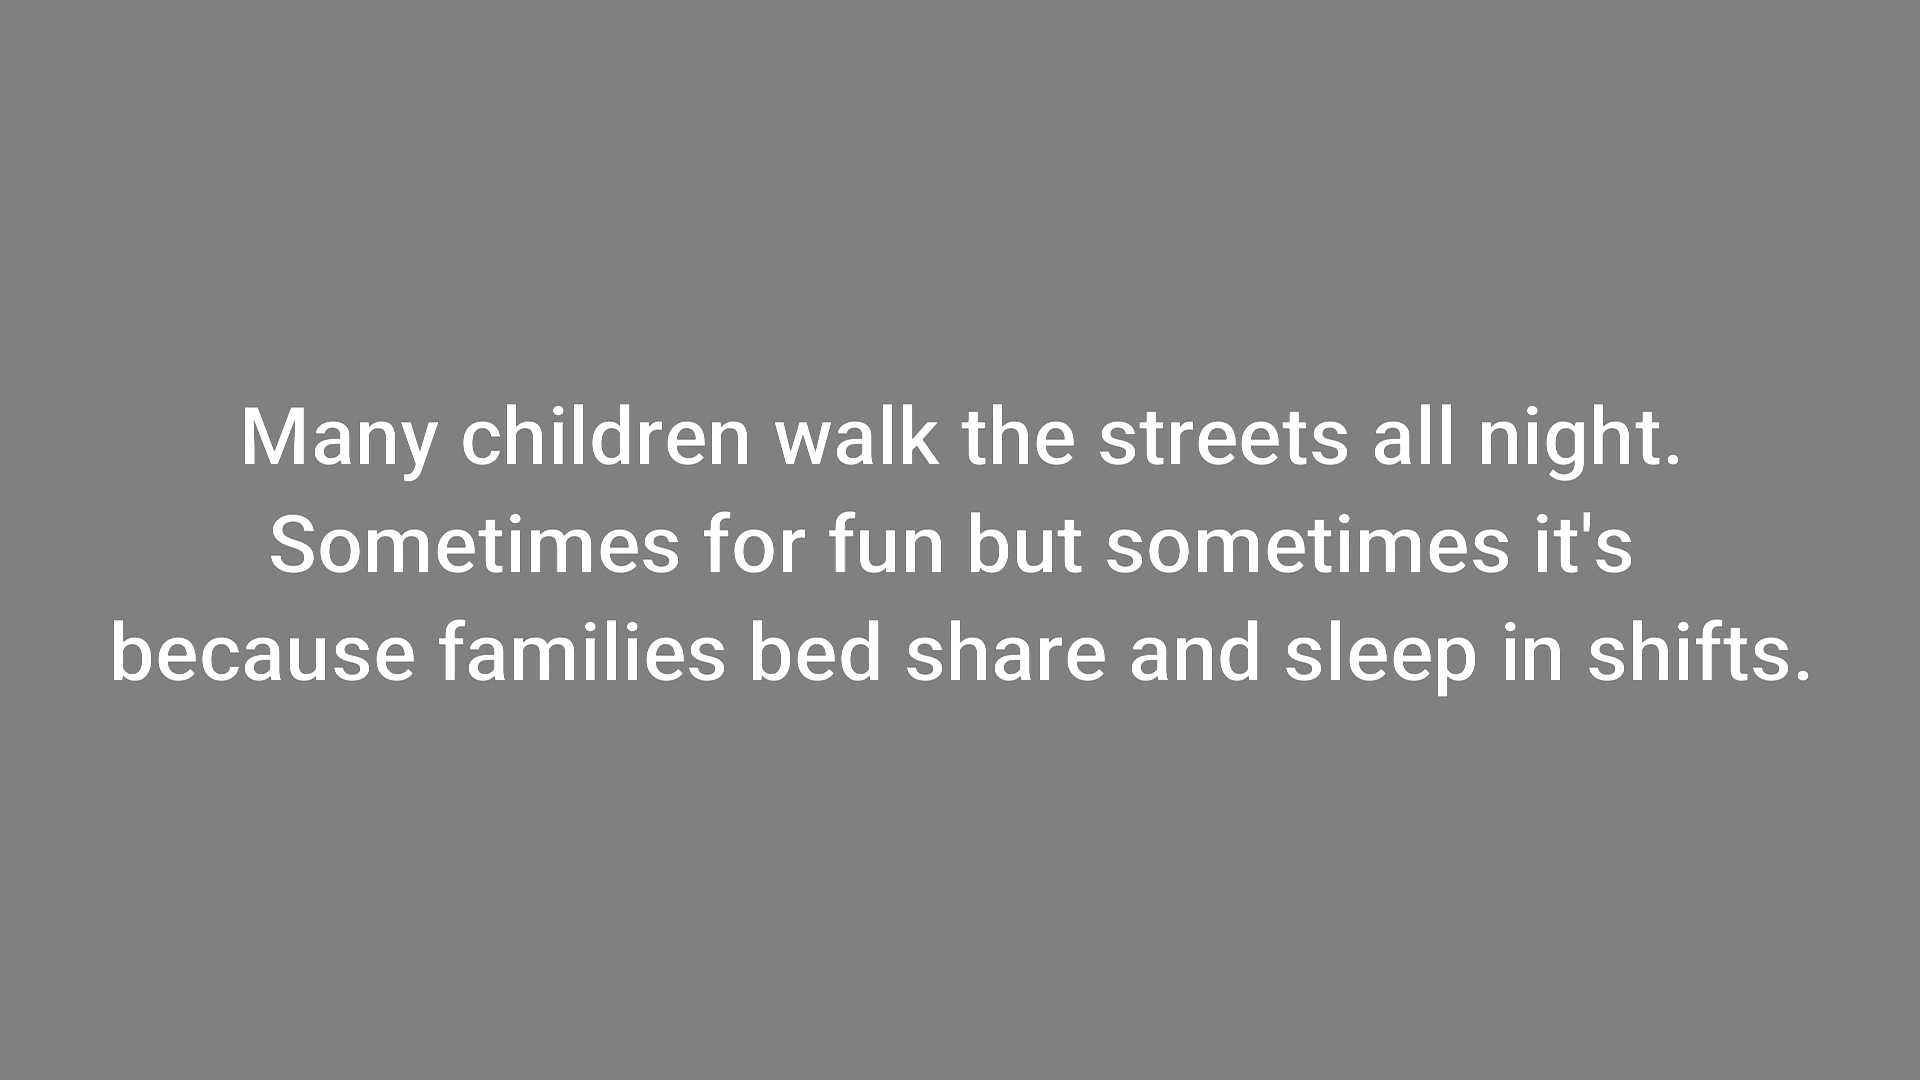 Many children walk the streets all night.
Sometimes for fun but sometimes it's
because families bed share and sleep in shifts.